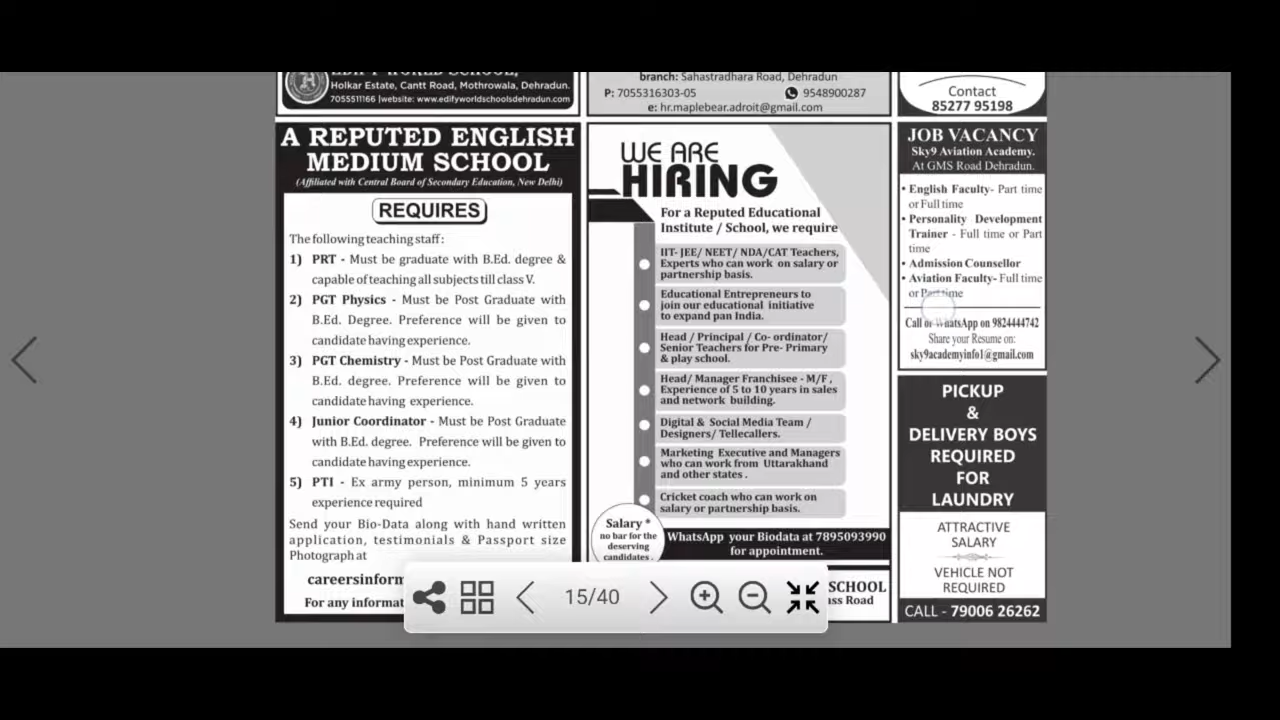 EDIFY WORLD SCHOOL,
Holkar Estate, Cantt Road, Mothrowala, Dehradun.
7055511166 |website: www.edifyworldschoolsdehradun.com
A REPUTED ENGLISH
MEDIUM SCHOOL
(Affiliated with Central Board of Secondary Education, New Delhi)
REQUIRES
The following teaching staff :
1) PRT - Must be graduate with B.Ed. degree &
capable of teaching all subjects till class V.
2) PGT Physics - Must be Post Graduate with
B.Ed. Degree. Preference will be given to
candidate having experience.
3) PGT Chemistry - Must be Post Graduate with
B.Ed. degree. Preference will be given to
candidate having experience.
4) Junior Coordinator - Must be Post Graduate
with B.Ed. degree. Preference will be given to
candidate having experience.
5) PTI - Ex army person, minimum 5 years
experience required
Send your Bio-Data along with hand written
application, testimonials & Passport size
Photograph at
careersinform
For any informat
branch: Sahastradhara Road, Dehradun
P: 7055316303-05 9548900287
e: hr.maplebear.adroit@gmail.com
WE ARE
HIRING
For a Reputed Educational
Institute / School, we require
IIT- JEE/ NEET/ NDA/CAT Teachers,
Experts who can work on salary or
partnership basis.
Educational Entrepreneurs to
join our educational initiative
to expand pan India.
Head / Principal / Co- ordinator/
Senior Teachers for Pre- Primary
& play school.
Head/ Manager Franchisee - M/F,
Experience of 5 to 10 years in sales
and network building.
Digital & Social Media Team /
Designers/ Tellecallers.
Marketing Executive and Managers
who can work from Uttarakhand
and other states .
Cricket coach who can work on
salary or partnership basis.
Salary *
no bar for the
deserving
candidates .
WhatsApp your Biodata at 7895093990
for appointment.
SCHOOL
ass Road
Contact
85277 95198
JOB VACANCY
Sky9 Aviation Academy.
At GMS Road Dehradun.
• English Faculty- Part time
or Full time
• Personality Development
Trainer - Full time or Part
time
• Admission Counsellor
• Aviation Faculty- Full time
or Part time
Call or WhatsApp on 9824444742
Share your Resume on:
sky9academyinfo1@gmail.com
PICKUP
&
DELIVERY BOYS
REQUIRED
FOR
LAUNDRY
ATTRACTIVE
SALARY
VEHICLE NOT
REQUIRED
CALL - 79006 26262
15/40